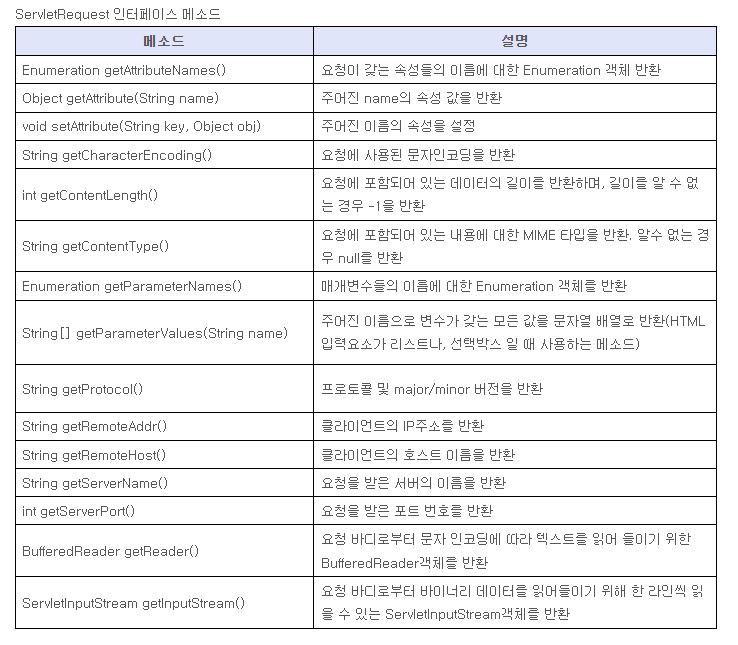 ServletRequest 인터페이스 메소드
메소드 설명
Enumeration getAttributeNames() 요청이 갖는 속성들의 이름에 대한 Enumeration 객체 반환
Object getAttribute(String name) 주어진 name의 속성 값을 반환
void setAttribute(String key, Object obj) 주어진 이름의 속성을 설정
String getCharacterEncoding() 요청에 사용된 문자인코딩을 반환
int getContentLength() 요청에 포함되어 있는 데이터의 길이를 반환하며, 길이를 알 수 없
는 경우 -1을 반환
String getContentType() 요청에 포함되어 있는 내용에 대한 MIME 타입을 반환. 알수 없는 경
우 null를 반환
Enumeration getParameterNames() 매개변수들의 이름에 대한 Enumeration 객체를 반환
String[] getParameterValues(String name) 주어진 이름으로 변수가 갖는 모든 값을 문자열 배열로 반환(HTML
입력요소가 리스트나, 선택박스 일 때 사용하는 메소드)
String getProtocol() 프로토콜 및 major/minor 버전을 반환
String getRemoteAddr() 클라이언트의 IP주소를 반환
String getRemoteHost() 클라이언트의 호스트 이름을 반환
String getServerName() 요청을 받은 서버의 이름을 반환
int getServerPort() 요청을 받은 포트 번호를 반환
BufferedReader getReader() 요청 바디로부터 문자 인코딩에 따라 텍스트를 읽어 들이기 위한
BufferedReader객체를 반환
ServletInputStream getInputStream() 요청 바디로부터 바이너리 데이터를 읽어들이기 위해 한 라인씩 읽
을 수 있는 ServletInputStream객체를 반환